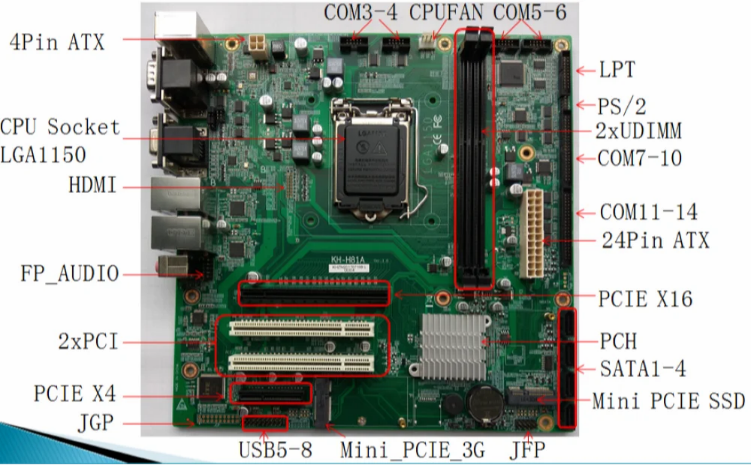 COM3-4 CPUFAN COM5-6
4Pin ATX
LPT
PS/2
2xUDIMM
CPU Socket
LGA1150
COM7-10
HDMI
LGA1150
COM11-14
24Pin ATX
FP_AUDIO
KH-H81A
PCIE X16
2xPCI
PCH
SATA1-4
PCIE X4
Mini PCIE SSD
JGP
USB5-8
Mini_PCIE_3G
JFP